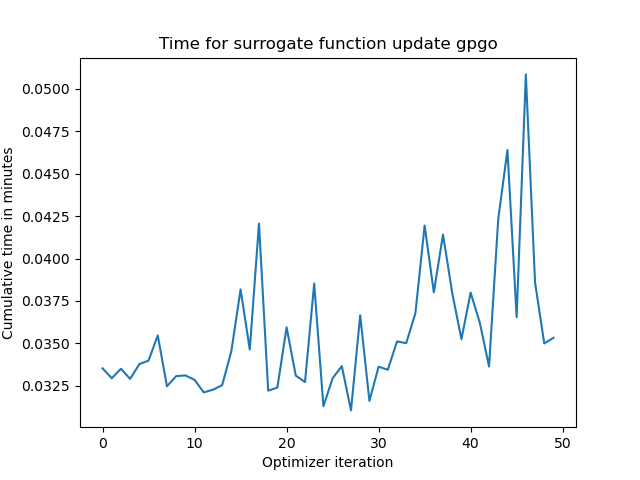 Time for surrogate function update gpgo
Cumulative time in minutes
0.0500
0.0475
0.0450
0.0425
0.0400
0.0375
0.0350
0.0325
0 10 20 30 40 50
Optimizer iteration